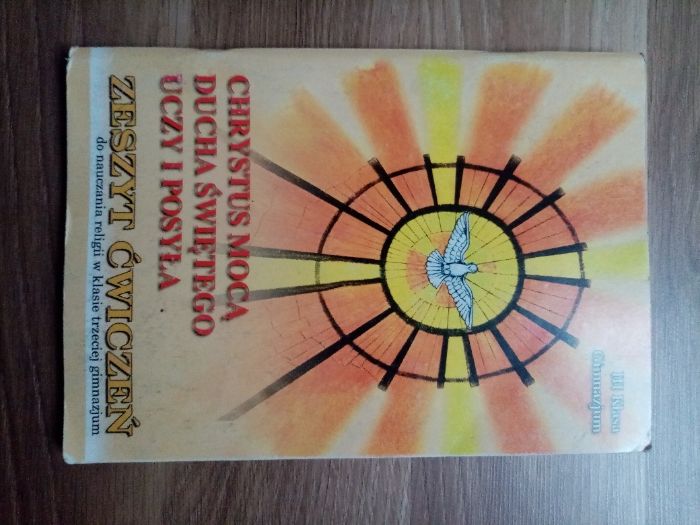 III Klasa
Gimnazjum
CHRYSTUS MOCĄ
DUCHA ŚWIĘTEGO
UCZY I POSYŁA
ZESZYT ĆWICZEŃ
do nauczania religii w klasie trzeciej gimnazjum